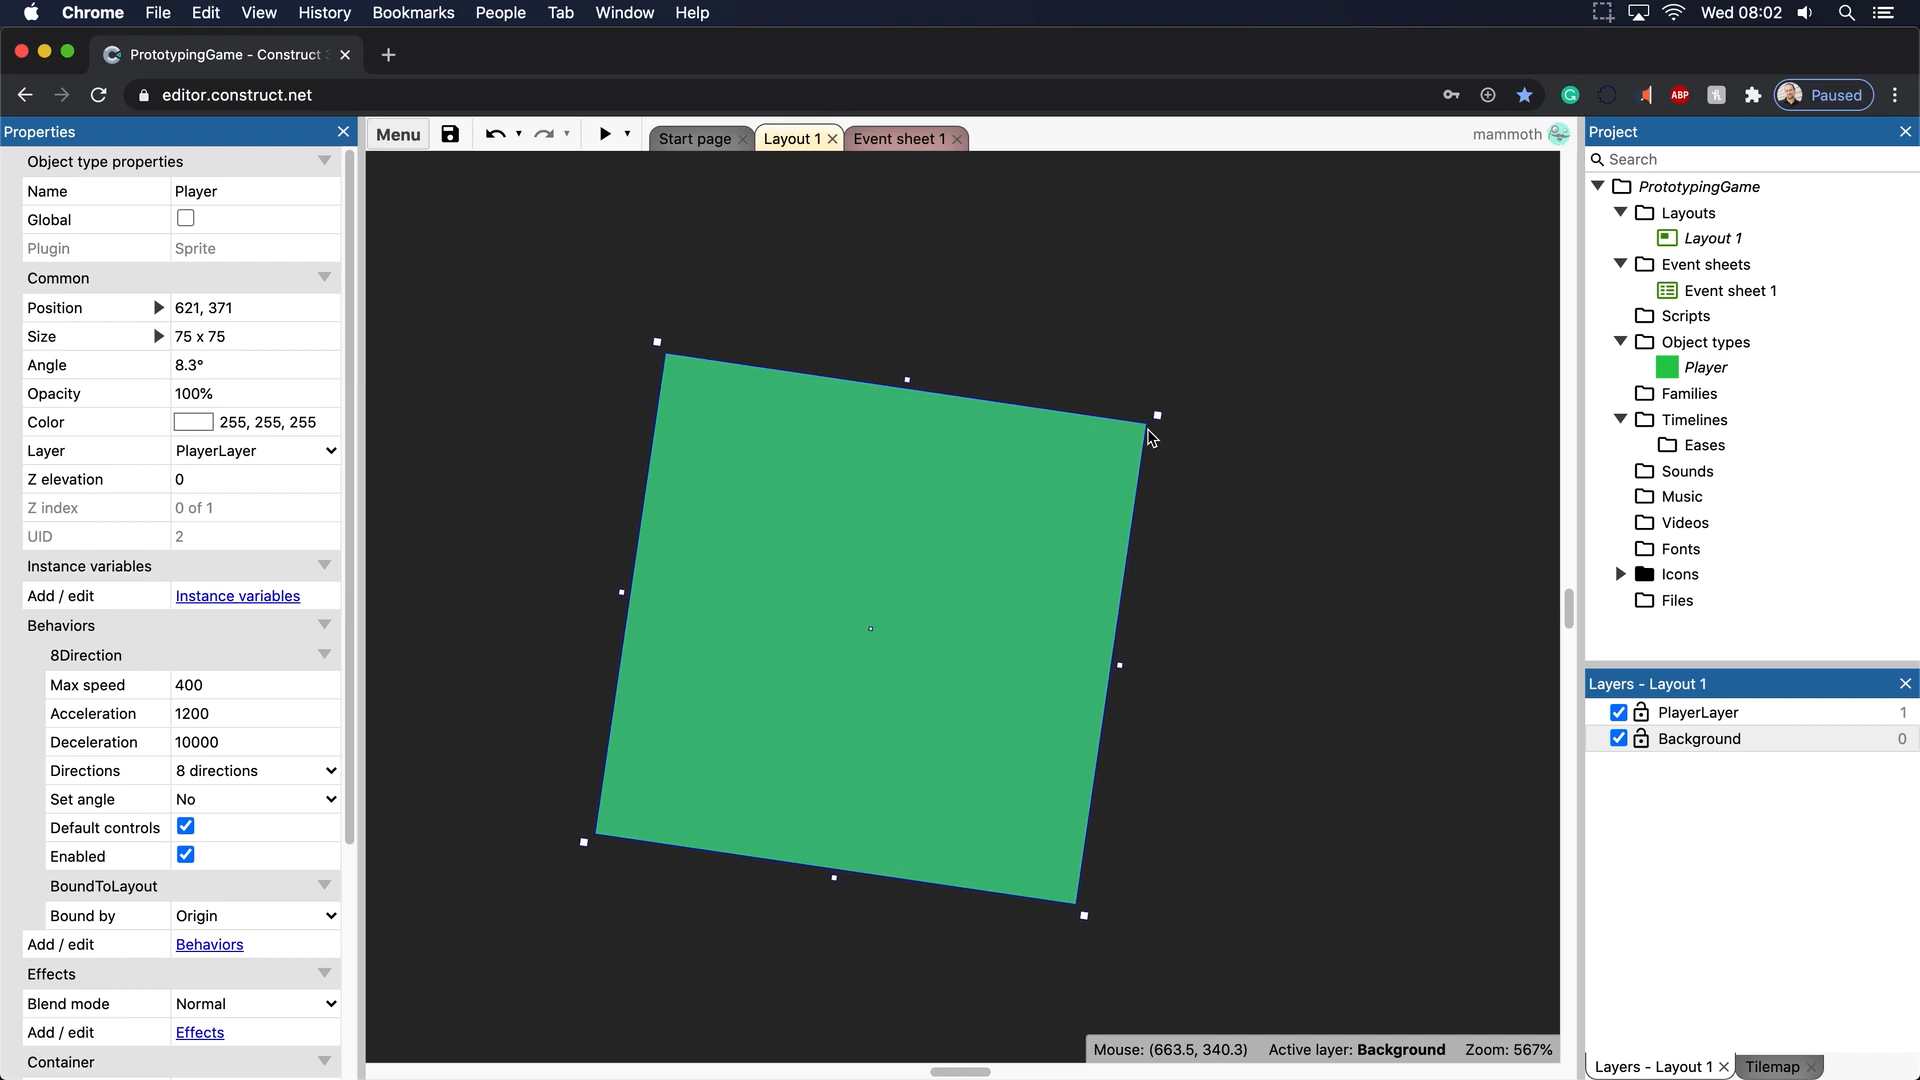 Chrome File Edit View History Bookmarks People Tab Window Help Wed 08:02
PrototypingGame - Construct 3
editor.construct.net ABP Paused
Properties
Menu Start page Layout 1 Event sheet 1 mammoth
Object type properties
Name Player
Global
Plugin Sprite
Common
Position 621, 371
Size 75 x 75
Angle 8.3°
Opacity 100%
Color 255, 255, 255
Layer PlayerLayer
Z elevation 0
Z index 0 of 1
UID 2
Instance variables
Add / edit Instance variables
Behaviors
8Direction
Max speed 400
Acceleration 1200
Deceleration 10000
Directions 8 directions
Set angle No
Default controls
Enabled
BoundToLayout
Bound by Origin
Add / edit Behaviors
Effects
Blend mode Normal
Add / edit Effects
Container
Mouse: (663.5, 340.3) Active layer: Background Zoom: 567%
Project
Search
PrototypingGame
Layouts
Layout 1
Event sheets
Event sheet 1
Scripts
Object types
Player
Families
Timelines
Eases
Sounds
Music
Videos
Fonts
Icons
Files
Layers - Layout 1
PlayerLayer 1
Background 0
Layers - Layout 1 Tilemap